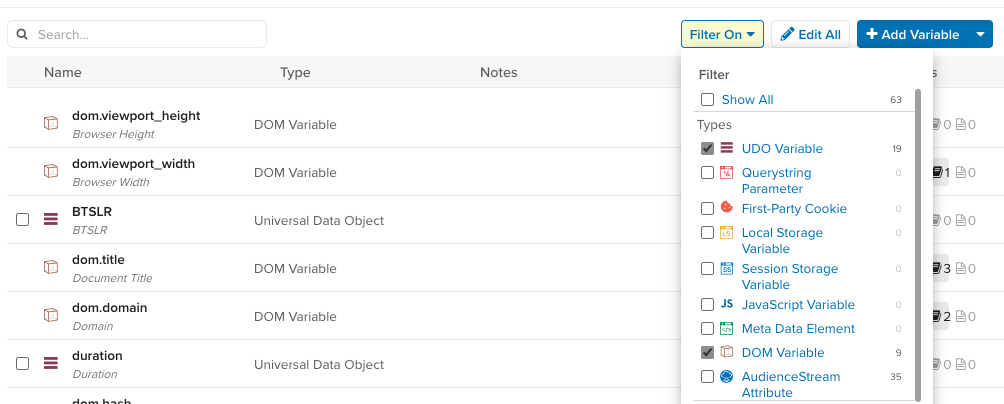 Search...
Filter On
Edit All
Add Variable
Name
Type
Notes
s
Filter
Show All
63
Types
dom.viewport_height
Browser Height
DOM Variable
0
0
UDO Variable
19
dom.viewport_width
Browser Width
DOM Variable
1
0
Querystring
Parameter
0
BTSLR
BTSLR
Universal Data Object
0
0
First-Party Cookie
0
Local Storage
Variable
0
dom.title
Document Title
DOM Variable
3
0
Session Storage
Variable
0
dom.domain
Domain
DOM Variable
2
0
JS
JavaScript Variable
0
Meta Data Element
0
duration
Duration
Universal Data Object
0
0
DOM Variable
9
AudienceStream
Attribute
35
dom.hash